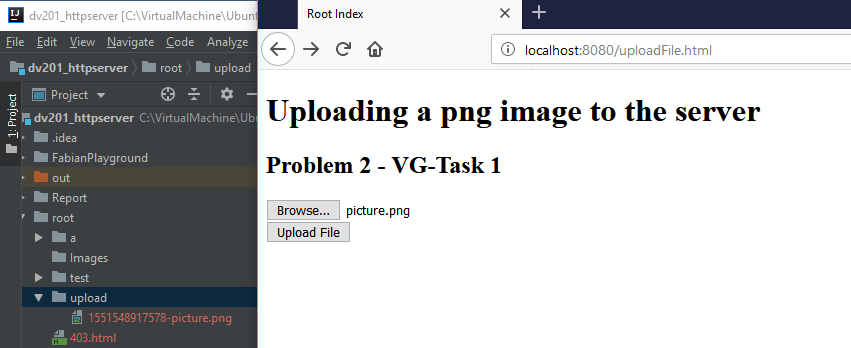 dv201_httpserver [C:\VirtualMachine\Ubunt
File Edit View Navigate Code Analyze
dv201_httpserver root upload
1: Project
Project
dv201_httpserver C:\VirtualMachine\Ubu
.idea
FabianPlayground
out
Report
root
a
Images
test
upload
1551548917578-picture.png
403.html
Root Index
localhost:8080/uploadFile.html
Uploading a png image to the server
Problem 2 - VG-Task 1
Browse... picture.png
Upload File